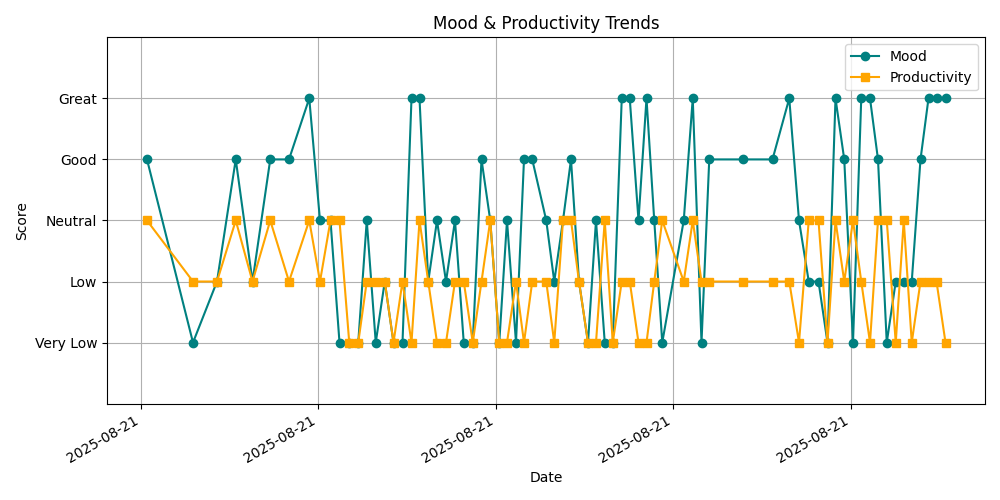 Mood & Productivity Trends
Mood
Productivity
Great
Good
Neutral
Low
Very Low
Score
2025-08-21
2025-08-21
2025-08-21
2025-08-21
2025-08-21
Date